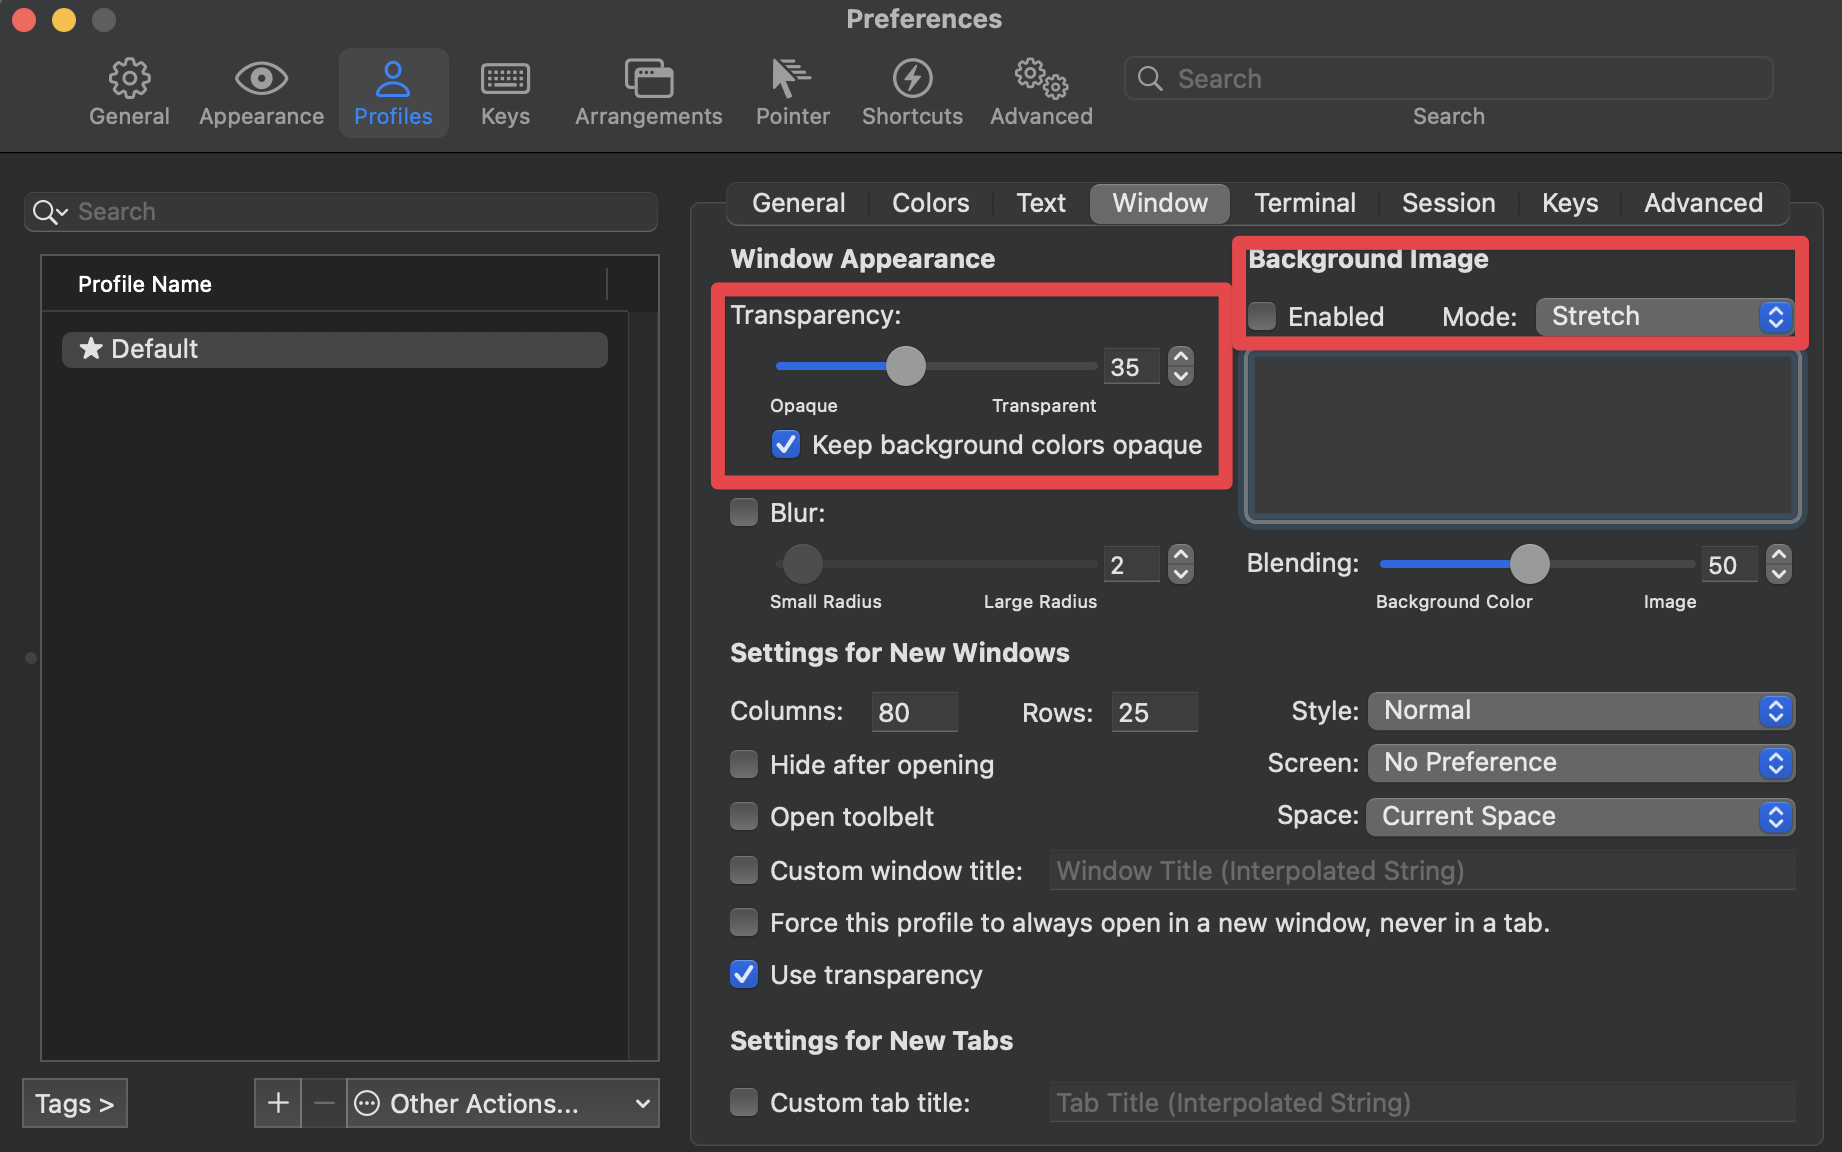 Preferences
General Appearance Profiles Keys Arrangements Pointer Shortcuts Advanced Search
Search
Search
General Colors Text Window Terminal Session Keys Advanced
Profile Name
Default
Tags >
Other Actions...
Window Appearance
Transparency:
35
Opaque Transparent
Keep background colors opaque
Blur:
2
Small Radius Large Radius
Background Image
Enabled Mode: Stretch
Blending: 50
Background Color Image
Settings for New Windows
Columns: 80 Rows: 25 Style: Normal
Hide after opening Screen: No Preference
Open toolbelt Space: Current Space
Custom window title: Window Title (Interpolated String)
Force this profile to always open in a new window, never in a tab.
Use transparency
Settings for New Tabs
Custom tab title: Tab Title (Interpolated String)